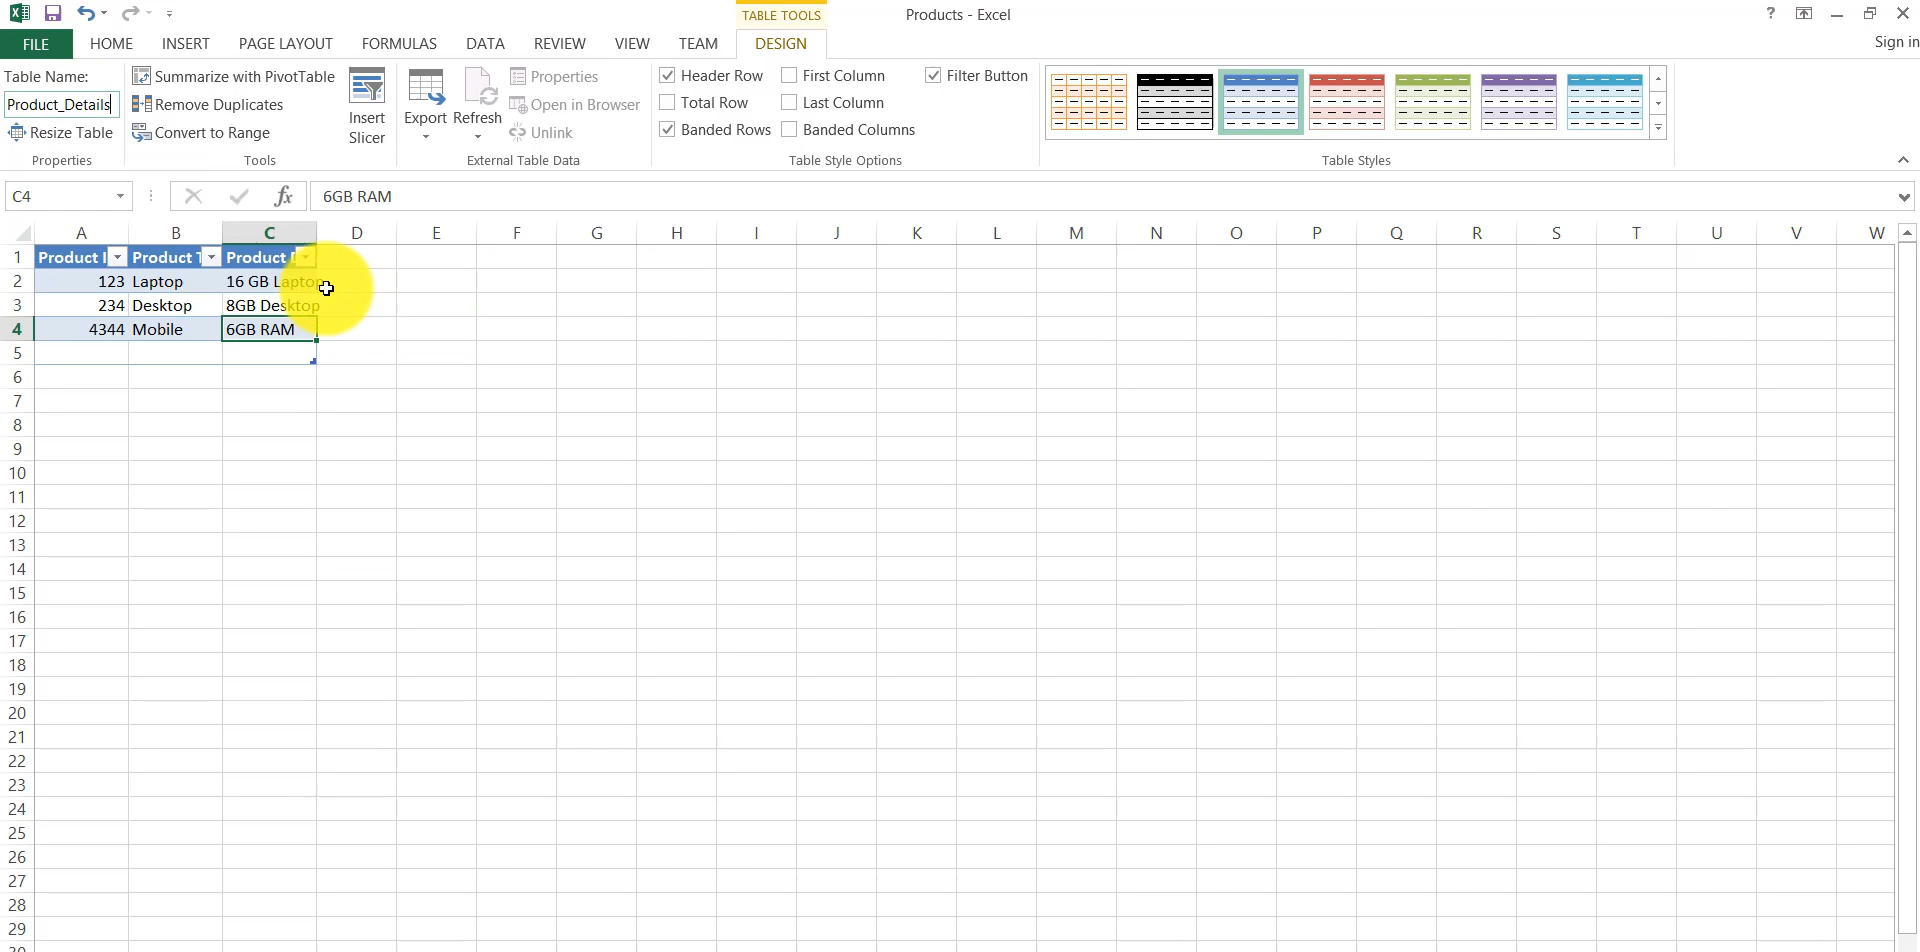 TABLE TOOLS
Products - Excel
?
FILE HOME INSERT PAGE LAYOUT FORMULAS DATA REVIEW VIEW TEAM DESIGN Sign in
Table Name:
Product_Details
Resize Table
Properties
Summarize with PivotTable
Remove Duplicates
Convert to Range
Tools
Insert
Slicer
Export Refresh
Properties
Open in Browser
Unlink
External Table Data
Header Row First Column Filter Button
Total Row Last Column
Banded Rows Banded Columns
Table Style Options
Table Styles
C4 fx 6GB RAM
A B C D E F G H I J K L M N O P Q R S T U V W
1 Product I Product T Product D
2 123 Laptop 16 GB Laptop
3 234 Desktop 8GB Desktop
4 4344 Mobile 6GB RAM
5
6
7
8
9
10
11
12
13
14
15
16
17
18
19
20
21
22
23
24
25
26
27
28
29
30